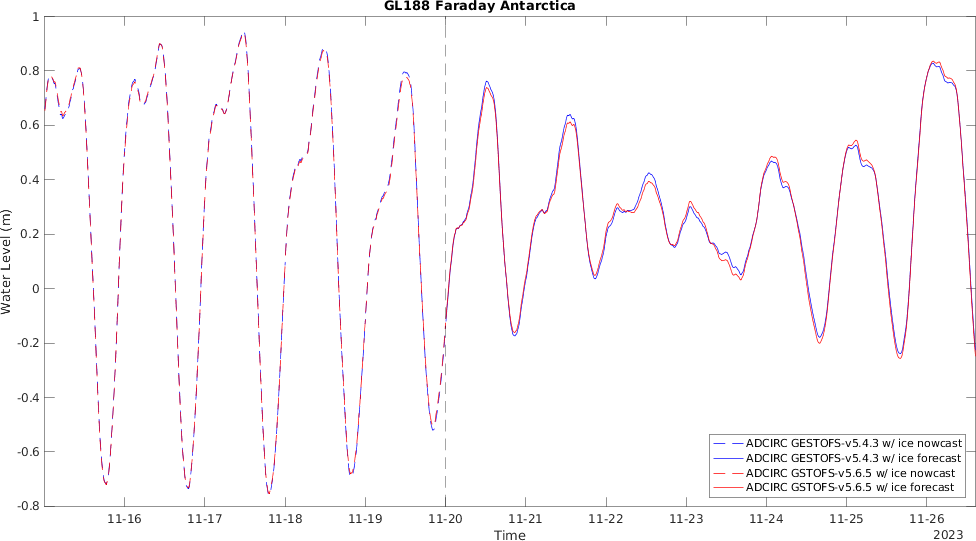 GL188 Faraday Antarctica
1
0.8
0.6
0.4
0.2
0
-0.2
-0.4
-0.6
-0.8
Water Level (m)
ADCIRC GESTOFS-v5.4.3 w/ ice nowcast
ADCIRC GESTOFS-v5.4.3 w/ ice forecast
ADCIRC GSTOFS-v5.6.5 w/ ice nowcast
ADCIRC GSTOFS-v5.6.5 w/ ice forecast
11-16 11-17 11-18 11-19 11-20 11-21 11-22 11-23 11-24 11-25 11-26
Time
2023